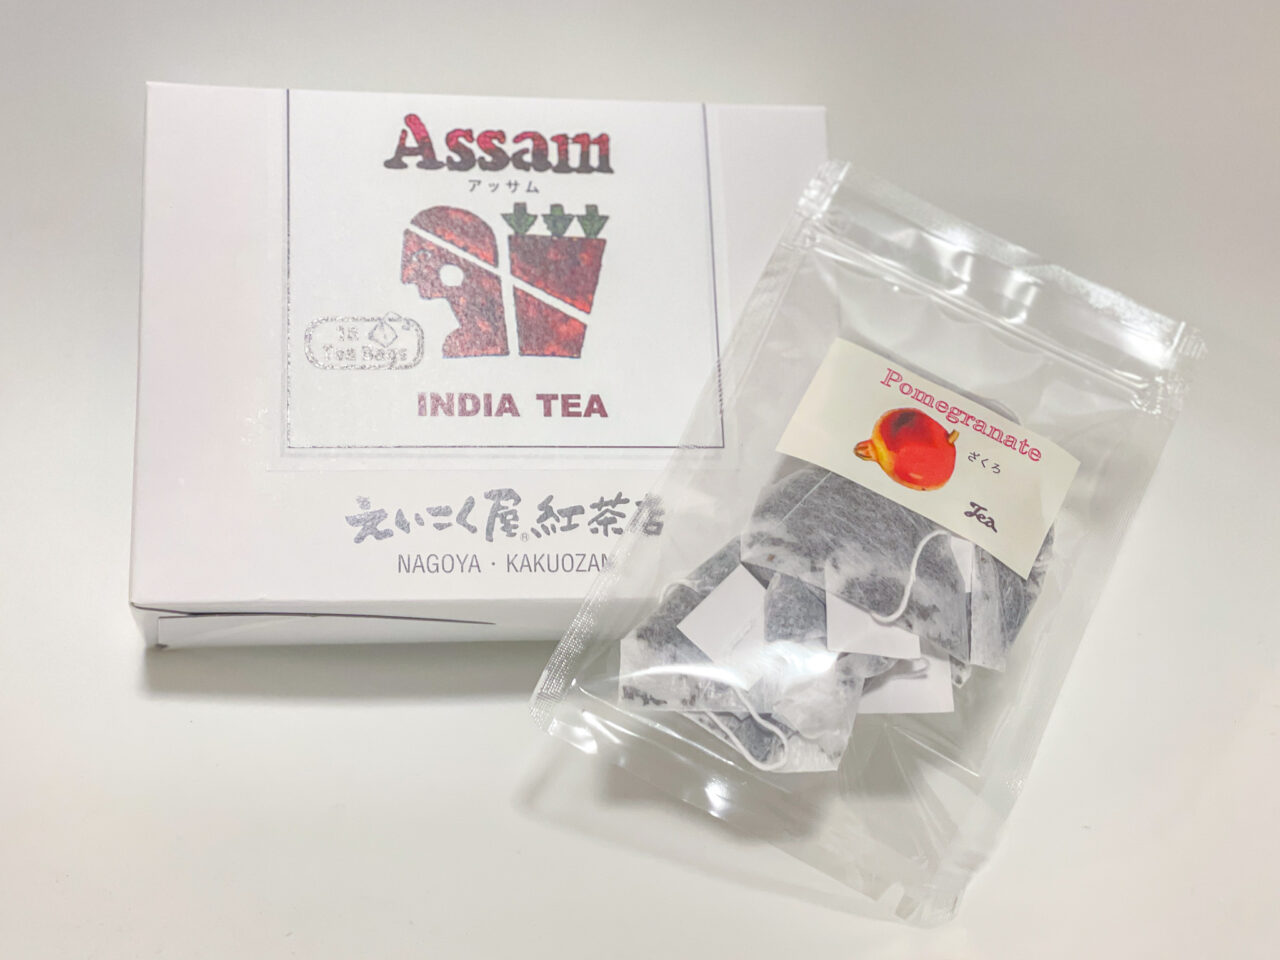 Assam
アッサム
15
Tea Bags
INDIA TEA
えいこく屋®紅茶店
NAGOYA · KAKUOZAN
Pomegranate
ざくろ
Tea